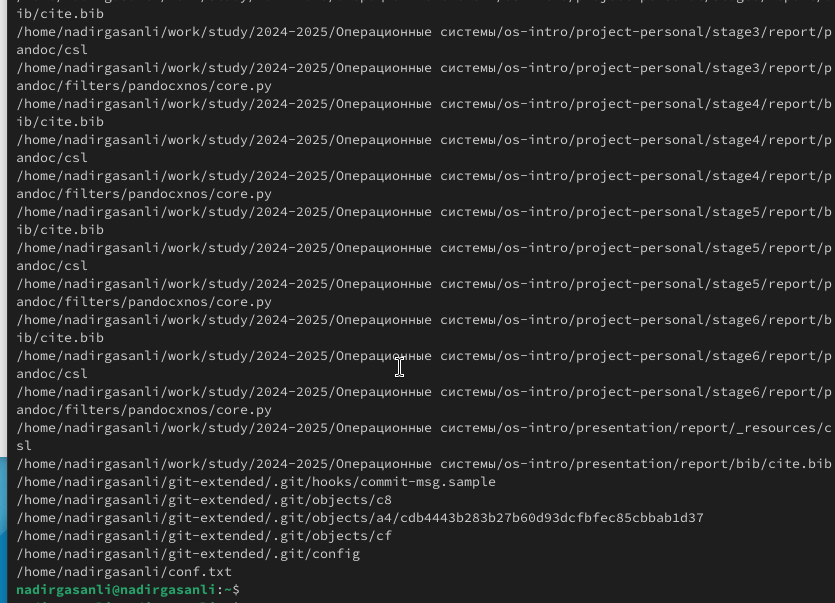 ib/cite.bib
/home/nadirgasanli/work/study/2024-2025/Операционные системы/os-intro/project-personal/stage3/report/p
andoc/csl
/home/nadirgasanli/work/study/2024-2025/Операционные системы/os-intro/project-personal/stage3/report/p
andoc/filters/pandocxnos/core.py
/home/nadirgasanli/work/study/2024-2025/Операционные системы/os-intro/project-personal/stage4/report/b
ib/cite.bib
/home/nadirgasanli/work/study/2024-2025/Операционные системы/os-intro/project-personal/stage4/report/p
andoc/csl
/home/nadirgasanli/work/study/2024-2025/Операционные системы/os-intro/project-personal/stage4/report/p
andoc/filters/pandocxnos/core.py
/home/nadirgasanli/work/study/2024-2025/Операционные системы/os-intro/project-personal/stage5/report/b
ib/cite.bib
/home/nadirgasanli/work/study/2024-2025/Операционные системы/os-intro/project-personal/stage5/report/p
andoc/csl
/home/nadirgasanli/work/study/2024-2025/Операционные системы/os-intro/project-personal/stage5/report/p
andoc/filters/pandocxnos/core.py
/home/nadirgasanli/work/study/2024-2025/Операционные системы/os-intro/project-personal/stage6/report/b
ib/cite.bib
/home/nadirgasanli/work/study/2024-2025/Операционные системы/os-intro/project-personal/stage6/report/p
andoc/csl
/home/nadirgasanli/work/study/2024-2025/Операционные системы/os-intro/project-personal/stage6/report/p
andoc/filters/pandocxnos/core.py
/home/nadirgasanli/work/study/2024-2025/Операционные системы/os-intro/presentation/report/_resources/c
sl
/home/nadirgasanli/work/study/2024-2025/Операционные системы/os-intro/presentation/report/bib/cite.bib
/home/nadirgasanli/git-extended/.git/hooks/commit-msg.sample
/home/nadirgasanli/git-extended/.git/objects/c8
/home/nadirgasanli/git-extended/.git/objects/a4/cdb4443b283b27b60d93dcfbfec85cbbab1d37
/home/nadirgasanli/git-extended/.git/objects/cf
/home/nadirgasanli/git-extended/.git/config
/home/nadirgasanli/conf.txt
nadirgasanli@nadirgasanli:~$